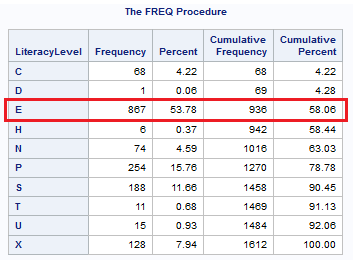 The FREQ Procedure
LiteracyLevel Frequency Percent Cumulative Frequency Cumulative Percent
C 68 4.22 68 4.22
D 1 0.06 69 4.28
E 867 53.78 936 58.06
H 6 0.37 942 58.44
N 74 4.59 1016 63.03
P 254 15.76 1270 78.78
S 188 11.66 1458 90.45
T 11 0.68 1469 91.13
U 15 0.93 1484 92.06
X 128 7.94 1612 100.00